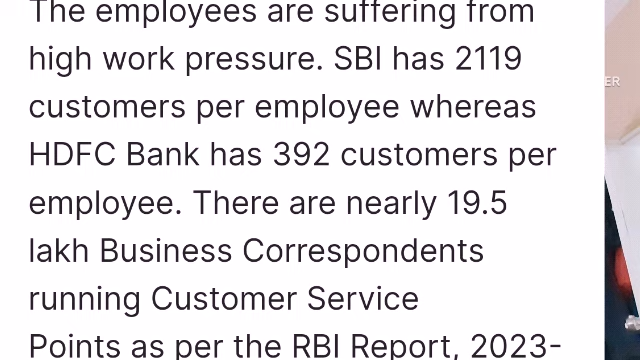 The employees are suffering from
high work pressure. SBI has 2119
customers per employee whereas
HDFC Bank has 392 customers per
employee. There are nearly 19.5
lakh Business Correspondents
running Customer Service
Points as per the RBI Report, 2023-
ER